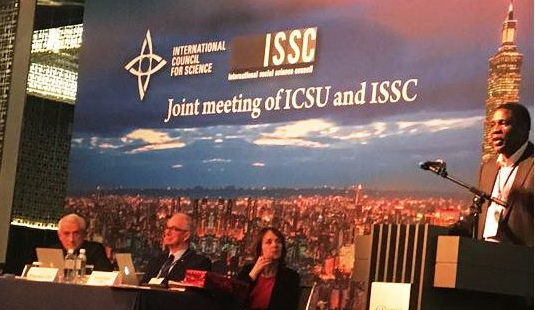 INTERNATIONAL COUNCIL
FOR SCIENCE
ISSC
international social science council
Joint meeting of ICSU and ISSC